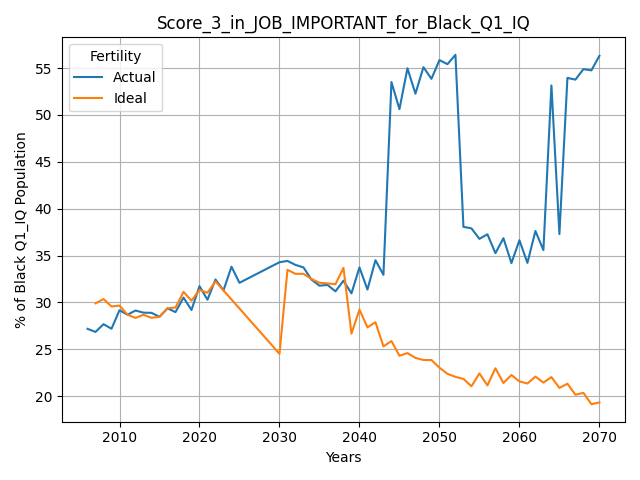 Score_3_in_JOB_IMPORTANT_for_Black_Q1_IQ
Fertility
Actual
Ideal
% of Black Q1_IQ Population
55
50
45
40
35
30
25
20
2010
2020
2030
2040
2050
2060
2070
Years